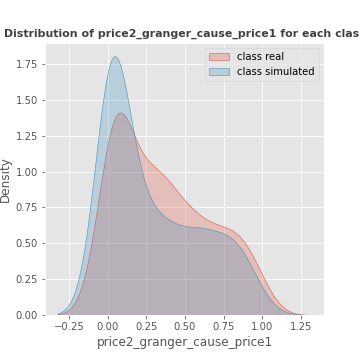 Distribution of price2_granger_cause_price1 for each clas
class real
class simulated
Density
1.75
1.50
1.25
1.00
0.75
0.50
0.25
0.00
−0.25 0.00 0.25 0.50 0.75 1.00 1.25
price2_granger_cause_price1